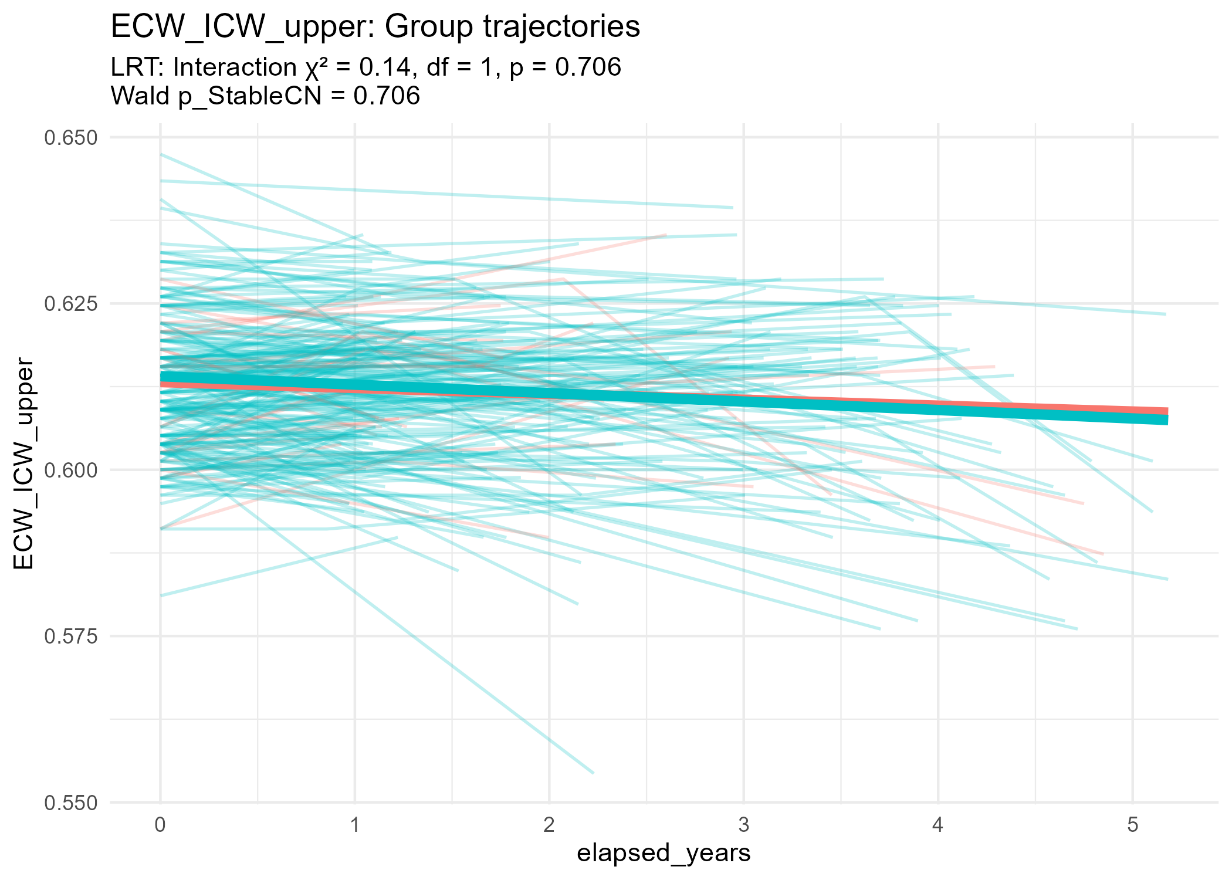 ECW_ICW_upper: Group trajectories
LRT: Interaction χ² = 0.14, df = 1, p = 0.706
Wald p_StableCN = 0.706
ECW_ICW_upper
0.650
0.625
0.600
0.575
0.550
0 1 2 3 4 5
elapsed_years